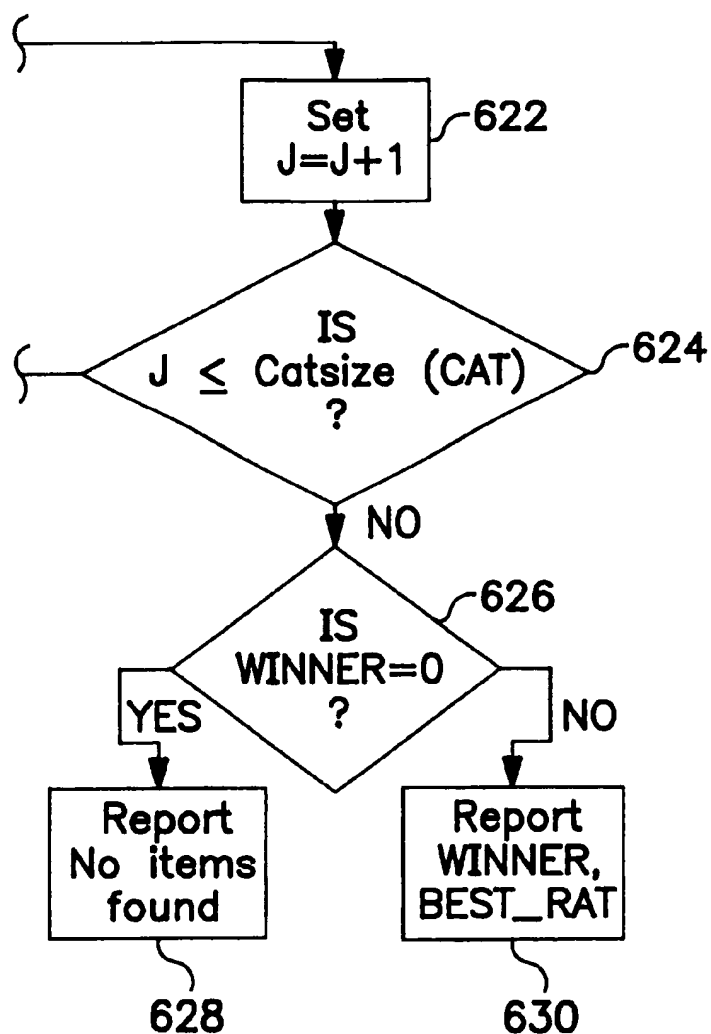 Set
J=J+1
622
IS
J ≤ Catsize (CAT)
?
624
NO
IS
WINNER=0
?
626
YES
NO
Report
No items
found
Report
WINNER,
BEST_RAT
628
630